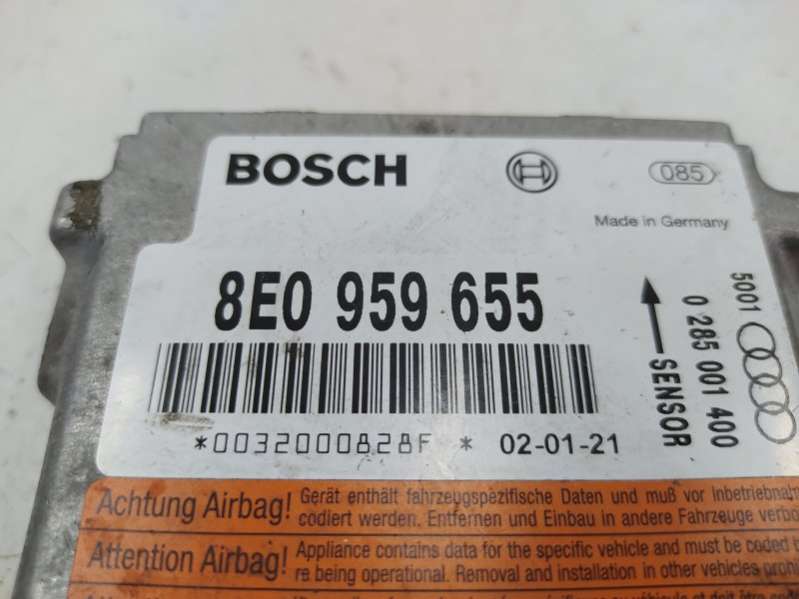 BOSCH
085
Made in Germany
8E0 959 655
5001
0 285 001 400
SENSOR
*0032000828F * 02-01-21
Achtung Airbag! Gerät enthält fahrzeugspezifische Daten und muß vor Inbetriebnah
codiert werden. Entfernen und Einbau in andere Fahrzeuge verbo
Attention Airbag! Appliance contains data for the specific vehicle and must be coded b
re being operational. Removal and installation in other vehicles prohi